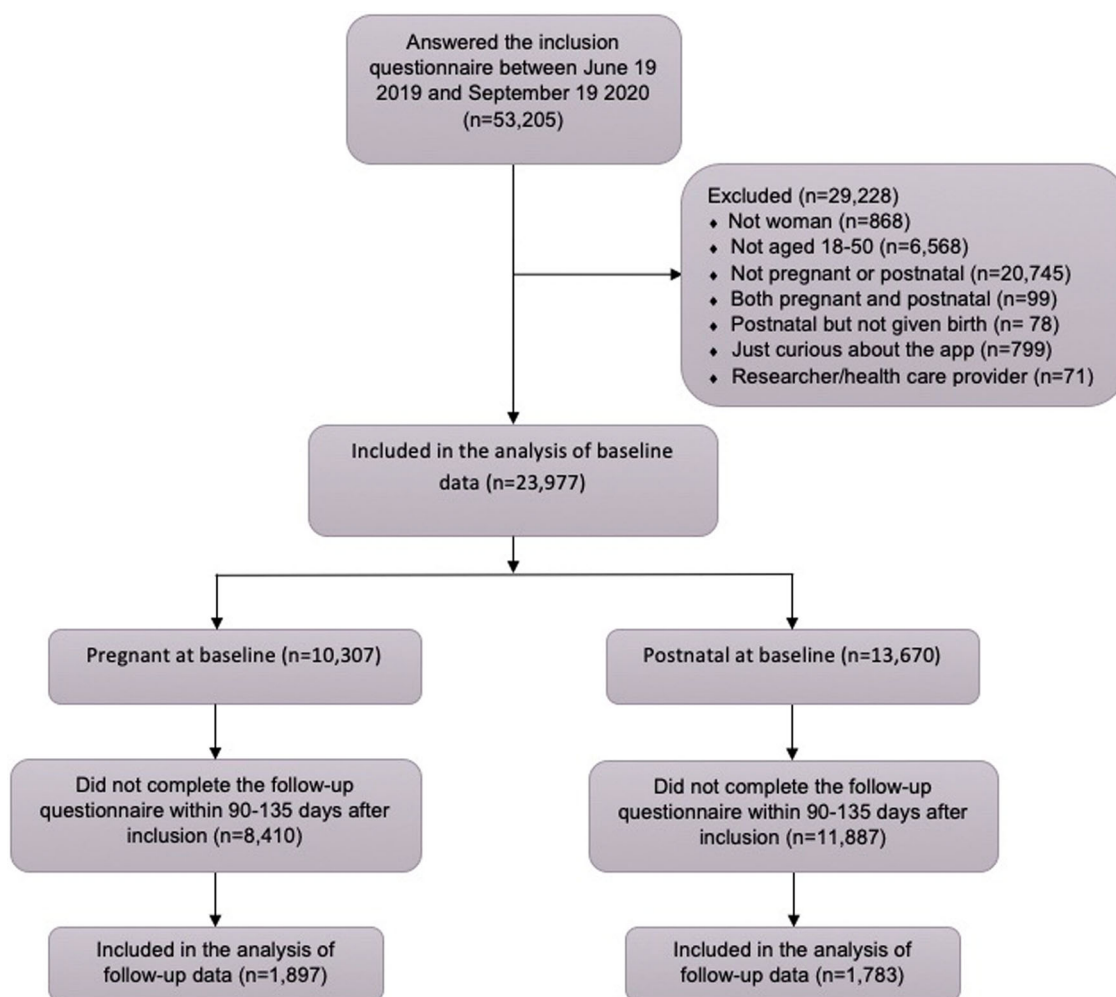 Answered the inclusion
questionnaire between June 19
2019 and September 19 2020
(n=53,205)
Excluded (n=29,228)
♦ Not woman (n=868)
♦ Not aged 18-50 (n=6,568)
♦ Not pregnant or postnatal (n=20,745)
♦ Both pregnant and postnatal (n=99)
♦ Postnatal but not given birth (n= 78)
♦ Just curious about the app (n=799)
♦ Researcher/health care provider (n=71)
Included in the analysis of baseline
data (n=23,977)
Pregnant at baseline (n=10,307)
Postnatal at baseline (n=13,670)
Did not complete the follow-up
questionnaire within 90-135 days after
inclusion (n=8,410)
Did not complete the follow-up
questionnaire within 90-135 days after
inclusion (n=11,887)
Included in the analysis of
follow-up data (n=1,897)
Included in the analysis of
follow-up data (n=1,783)